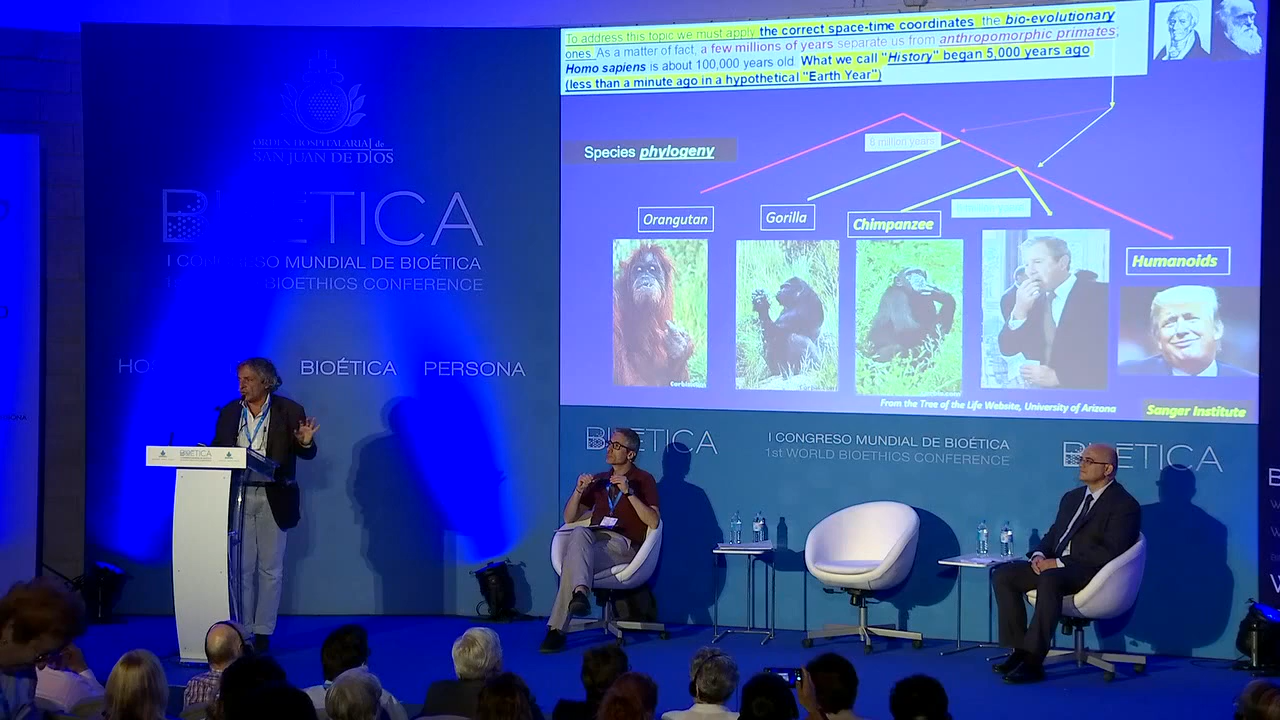 To address this topic we must apply the correct space-time coordinates the bio-evolutionary
ones. As a matter of fact, a few millions of years separate us from anthropomorphic primates;
Homo sapiens is about 100,000 years old. What we call "History" began 5,000 years ago
(less than a minute ago in a hypothetical "Earth Year")
Species phylogeny
6 million years
Orangutan
Gorilla
Chimpanzee
Humanoids
From the Tree of the Life Website, University of Arizona
Sanger Institute
ORDEN HOSPITALARIA de
SAN JUAN DE DIOS
BIOETICA
I CONGRESO MUNDIAL DE BIOÉTICA
BIOETHICS CONFERENCE
BIOÉTICA PERSONA
BIOETICA
I CONGRESO MUNDIAL DE BIOÉTICA
1st WORLD BIOETHICS CONFERENCE
BIOETICA
BIOETICA